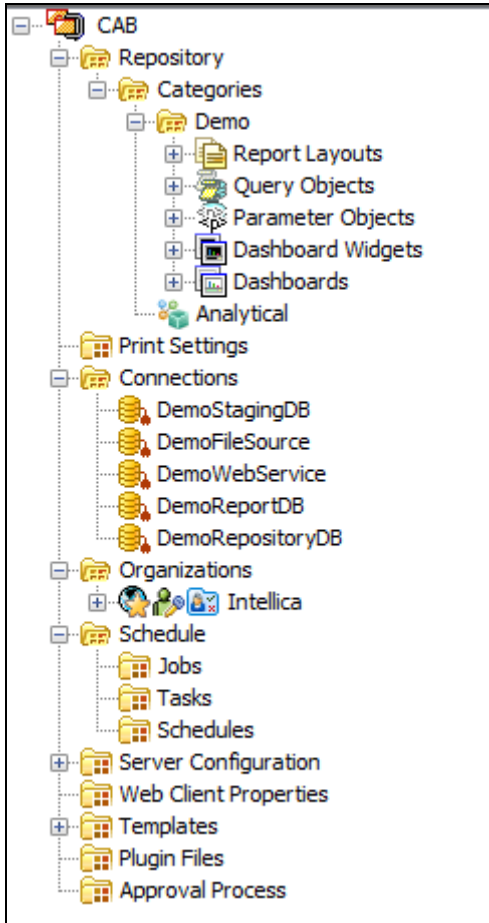 CAB
Repository
Categories
Demo
Report Layouts
Query Objects
Parameter Objects
Dashboard Widgets
Dashboards
Analytical
Print Settings
Connections
DemoStagingDB
DemoFileSource
DemoWebService
DemoReportDB
DemoRepositoryDB
Organizations
Intellica
Schedule
Jobs
Tasks
Schedules
Server Configuration
Web Client Properties
Templates
Plugin Files
Approval Process